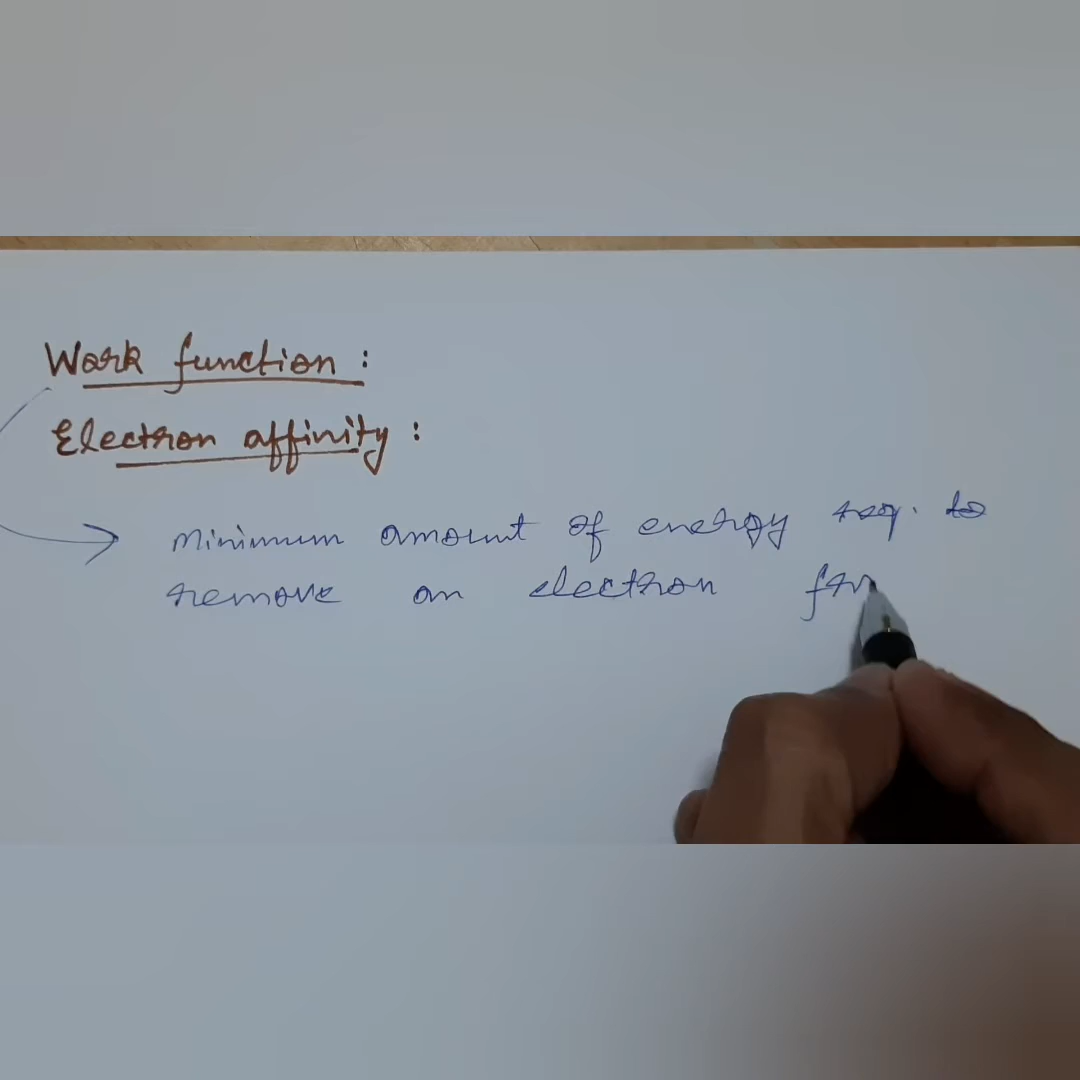 Work function :
Electron affinity :
Minimum amount of energy req. to
remove an electron